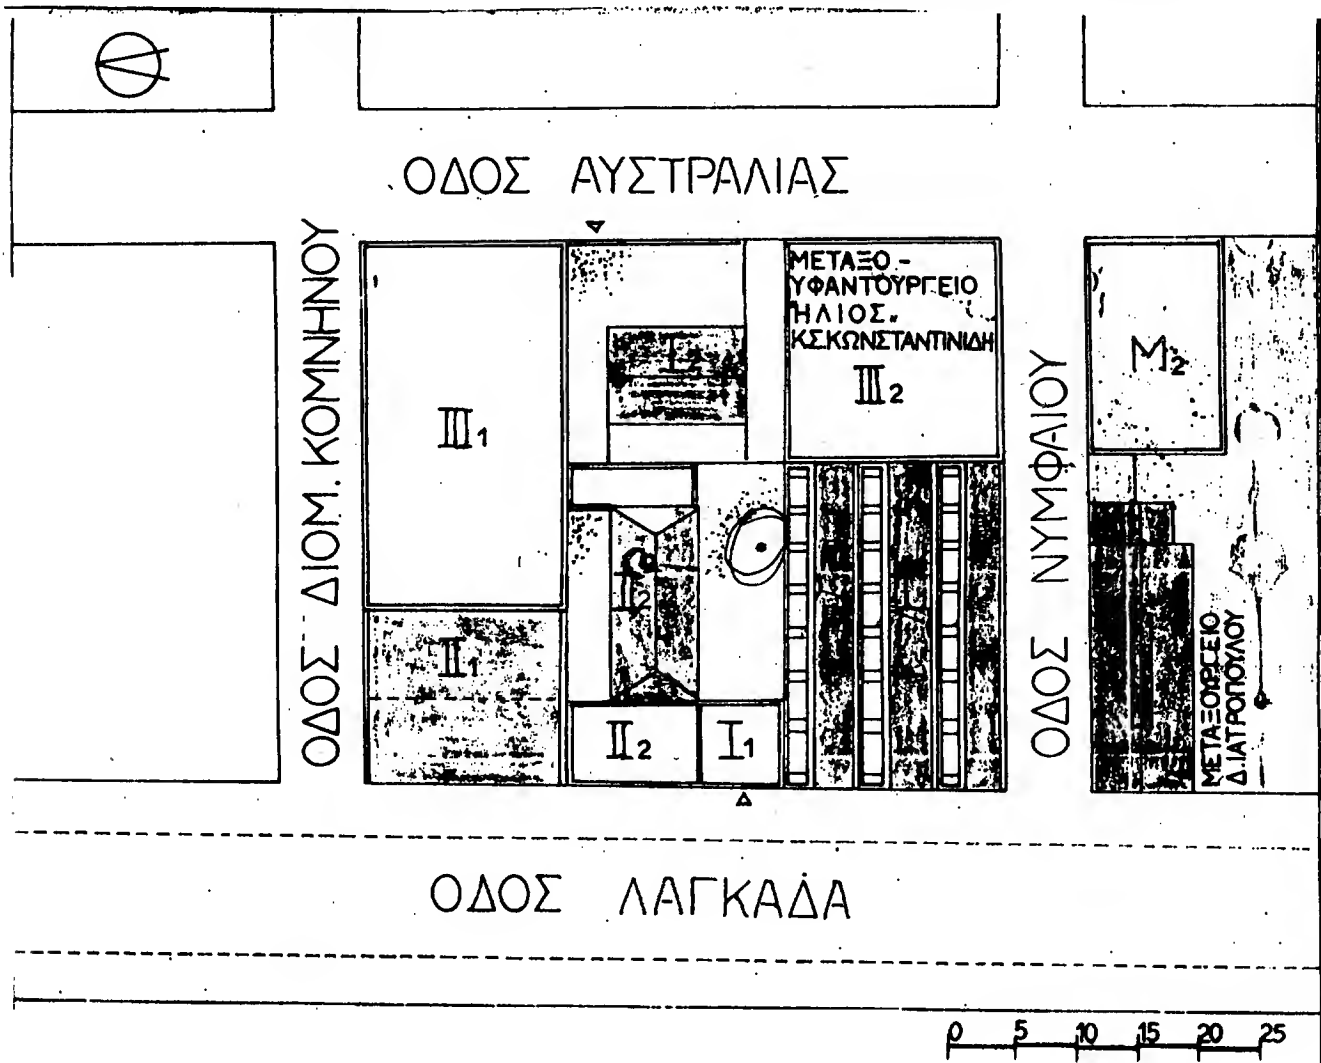 ΟΔΟΣ ΑΥΣΤΡΑΛΙΑΣ
ΟΔΟΣ ΔΙΟΜ. ΚΟΜΝΗΝΟΥ
ΜΕΤΑΞΟ-
ΥΦΑΝΤΟΥΡΓΕΙΟ
"ΗΛΙΟΣ"
Κ.Σ.ΚΩΝΣΤΑΝΤΙΝΙΔΗ
III2
I2
III1
M2
ΟΔΟΣ ΝΥΜΦΑΙΟΥ
II1
II2
I1
ΜΕΤΑΞΟΥΡΓΕΙΟ
Δ.ΙΑΤΡΟΠΟΥΛΟΥ
ΟΔΟΣ ΛΑΓΚΑΔΑ
0 5 10 15 20 25